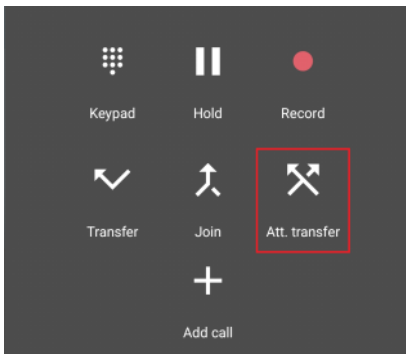 Keypad Hold Record
Transfer Join Att. transfer
Add call